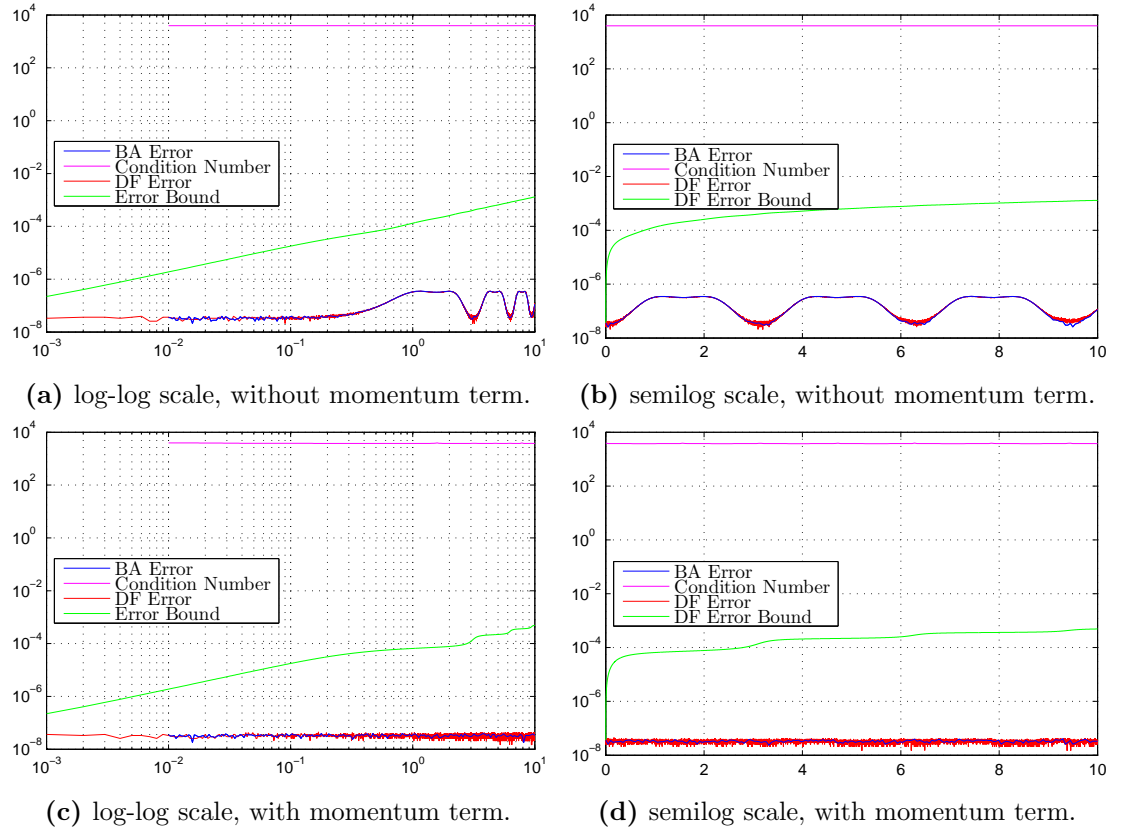 10^4
10^2
10^0
10^−2
10^−4
10^−6
10^−8
10^−3
10^−2
10^−1
10^0
10^1
BA Error
Condition Number
DF Error
Error Bound
(a) log-log scale, without momentum term.
10^4
10^2
10^0
10^−2
10^−4
10^−6
10^−8
0
2
4
6
8
10
BA Error
Condition Number
DF Error
DF Error Bound
(b) semilog scale, without momentum term.
10^4
10^2
10^0
10^−2
10^−4
10^−6
10^−8
10^−3
10^−2
10^−1
10^0
10^1
BA Error
Condition Number
DF Error
Error Bound
(c) log-log scale, with momentum term.
10^4
10^2
10^0
10^−2
10^−4
10^−6
10^−8
0
2
4
6
8
10
BA Error
Condition Number
DF Error
DF Error Bound
(d) semilog scale, with momentum term.